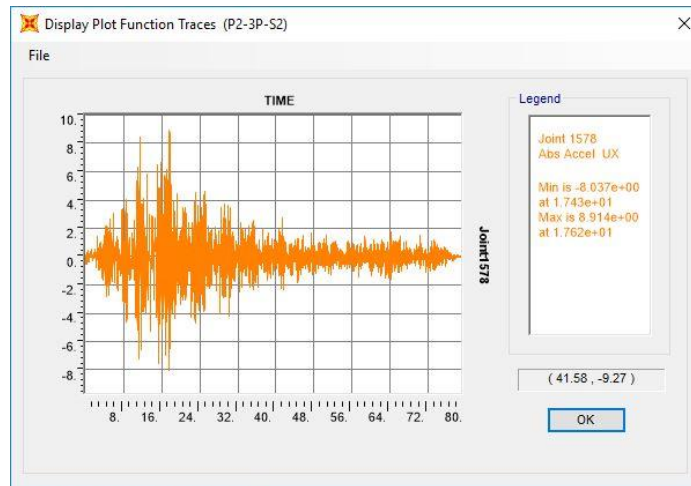 Display Plot Function Traces (P2-3P-S2)
File
TIME
Legend
10.
8.
6.
4.
2.
0.
-2.
-4.
-6.
-8.
Joint1578
Joint 1578
Abs Accel UX
Min is -8.037e+00
at 1.743e+01
Max is 8.914e+00
at 1.762e+01
8. 16. 24. 32. 40. 48. 56. 64. 72. 80.
( 41.58 , -9.27 )
OK